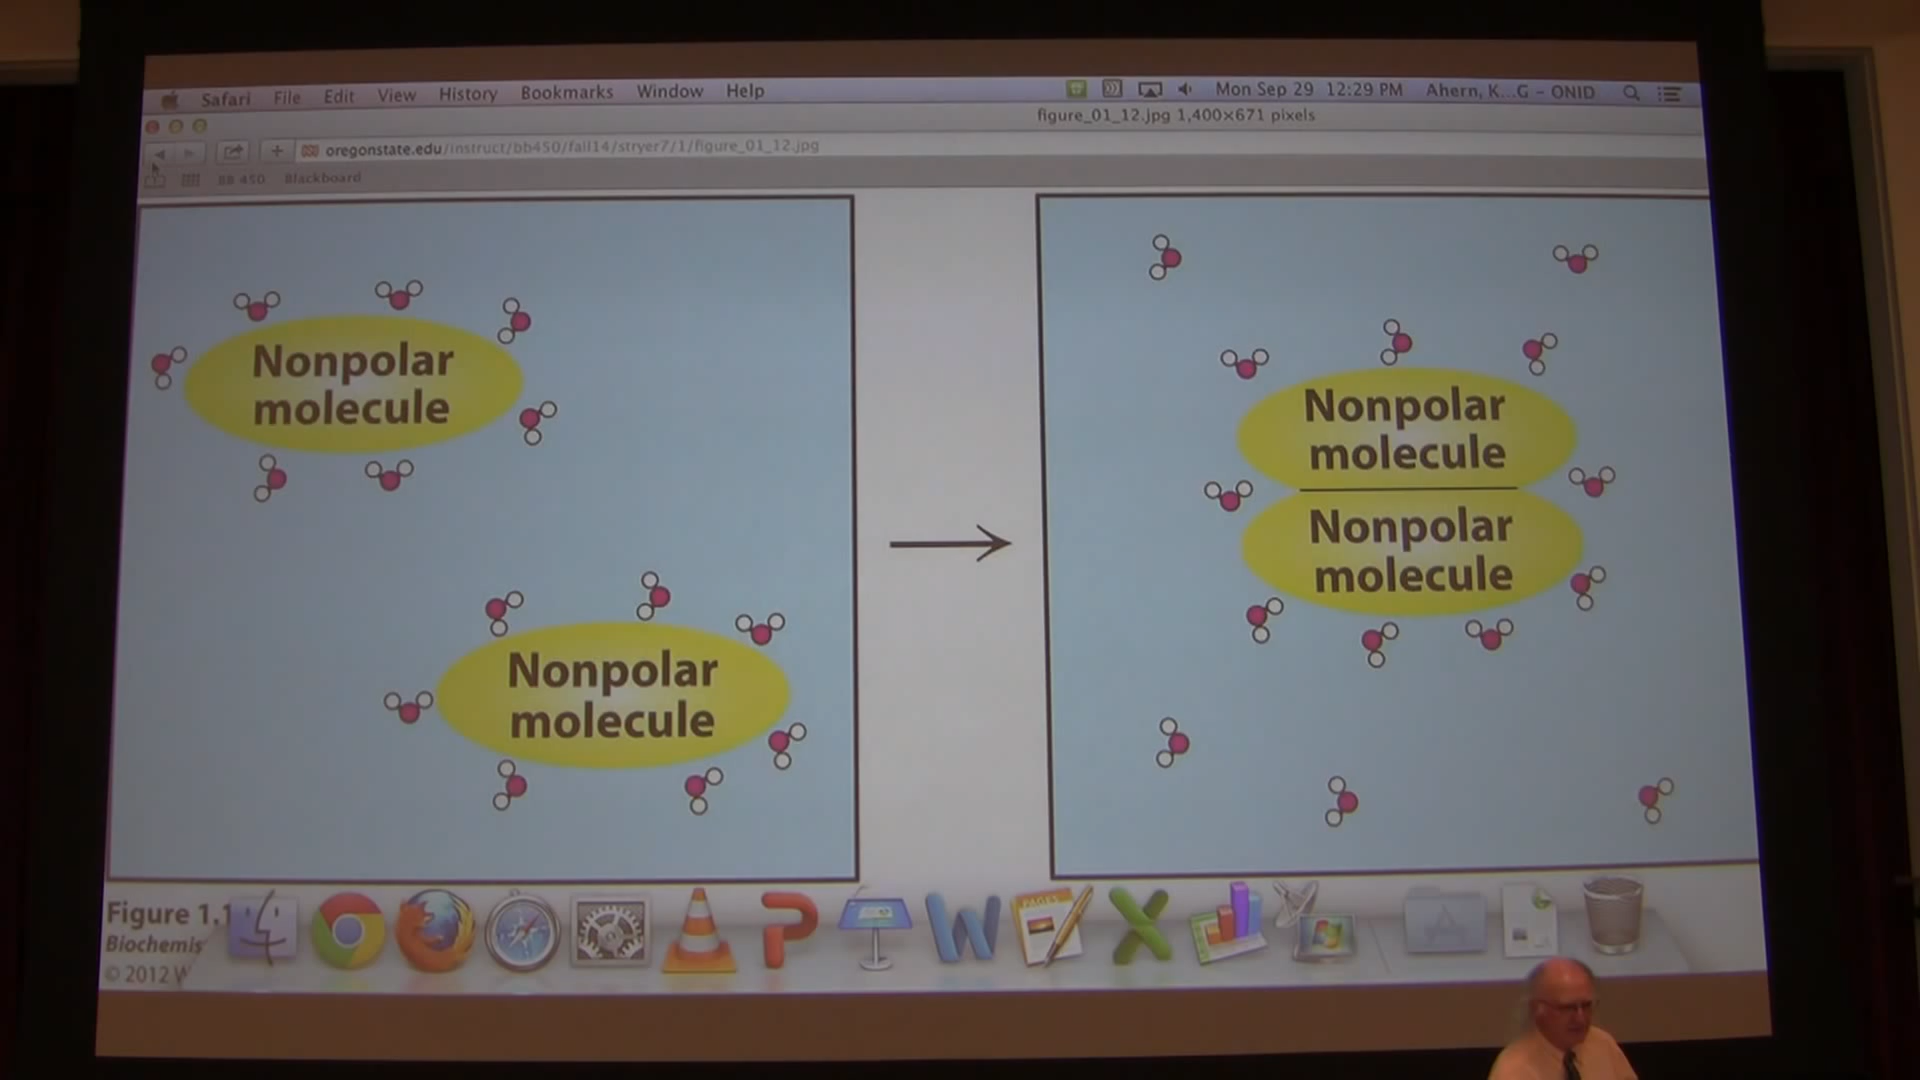 Safari File Edit View History Bookmarks Window Help Mon Sep 29 12:29 PM Ahern, K...G - ONID
figure_01_12.jpg 1,400×671 pixels
oregonstate.edu/instruct/bb450/fall14/stryer7/1/figure_01_12.jpg
BB 450 Blackboard
Nonpolar
molecule
Nonpolar
molecule
Nonpolar
molecule
Nonpolar
molecule
Figure 1.1
Biochemis
© 2012 W
PAGES